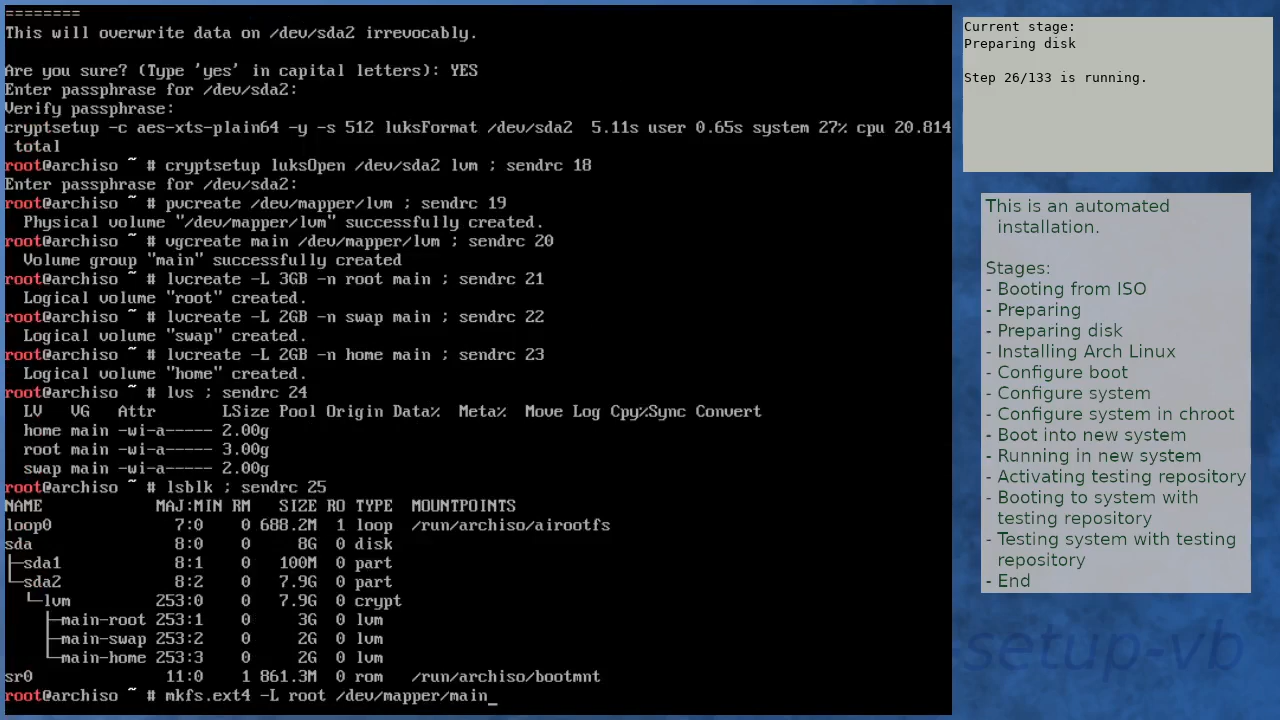 ========
This will overwrite data on /dev/sda2 irrevocably.
Are you sure? (Type 'yes' in capital letters): YES
Enter passphrase for /dev/sda2:
Verify passphrase:
cryptsetup -c aes-xts-plain64 -y -s 512 luksFormat /dev/sda2  5.11s user 0.65s system 27% cpu 20.814
 total
root@archiso ~ # cryptsetup luksOpen /dev/sda2 lvm ; sendrc 18
Enter passphrase for /dev/sda2:
root@archiso ~ # pvcreate /dev/mapper/lvm ; sendrc 19
  Physical volume "/dev/mapper/lvm" successfully created.
root@archiso ~ # vgcreate main /dev/mapper/lvm ; sendrc 20
  Volume group "main" successfully created
root@archiso ~ # lvcreate -L 3GB -n root main ; sendrc 21
  Logical volume "root" created.
root@archiso ~ # lvcreate -L 2GB -n swap main ; sendrc 22
  Logical volume "swap" created.
root@archiso ~ # lvcreate -L 2GB -n home main ; sendrc 23
  Logical volume "home" created.
root@archiso ~ # lvs ; sendrc 24
  LV   VG   Attr       LSize Pool Origin Data%  Meta%  Move Log Cpy%Sync Convert
  home main -wi-a----- 2.00g
  root main -wi-a----- 3.00g
  swap main -wi-a----- 2.00g
root@archiso ~ # lsblk ; sendrc 25
NAME            MAJ:MIN RM   SIZE RO TYPE  MOUNTPOINTS
loop0             7:0    0 688.2M  1 loop  /run/archiso/airootfs
sda               8:0    0     8G  0 disk
├─sda1            8:1    0   100M  0 part
└─sda2            8:2    0   7.9G  0 part
  └─lvm         253:0    0   7.9G  0 crypt
    ├─main-root 253:1    0     3G  0 lvm
    ├─main-swap 253:2    0     2G  0 lvm
    └─main-home 253:3    0     2G  0 lvm
sr0              11:0    1 861.3M  0 rom   /run/archiso/bootmnt
root@archiso ~ # mkfs.ext4 -L root /dev/mapper/main_
Current stage:
Preparing disk
Step 26/133 is running.
This is an automated
installation.
Stages:
- Booting from ISO
- Preparing
- Preparing disk
- Installing Arch Linux
- Configure boot
- Configure system
- Configure system in chroot
- Boot into new system
- Running in new system
- Activating testing repository
- Booting to system with
testing repository
- Testing system with testing
repository
- End
setup-vb